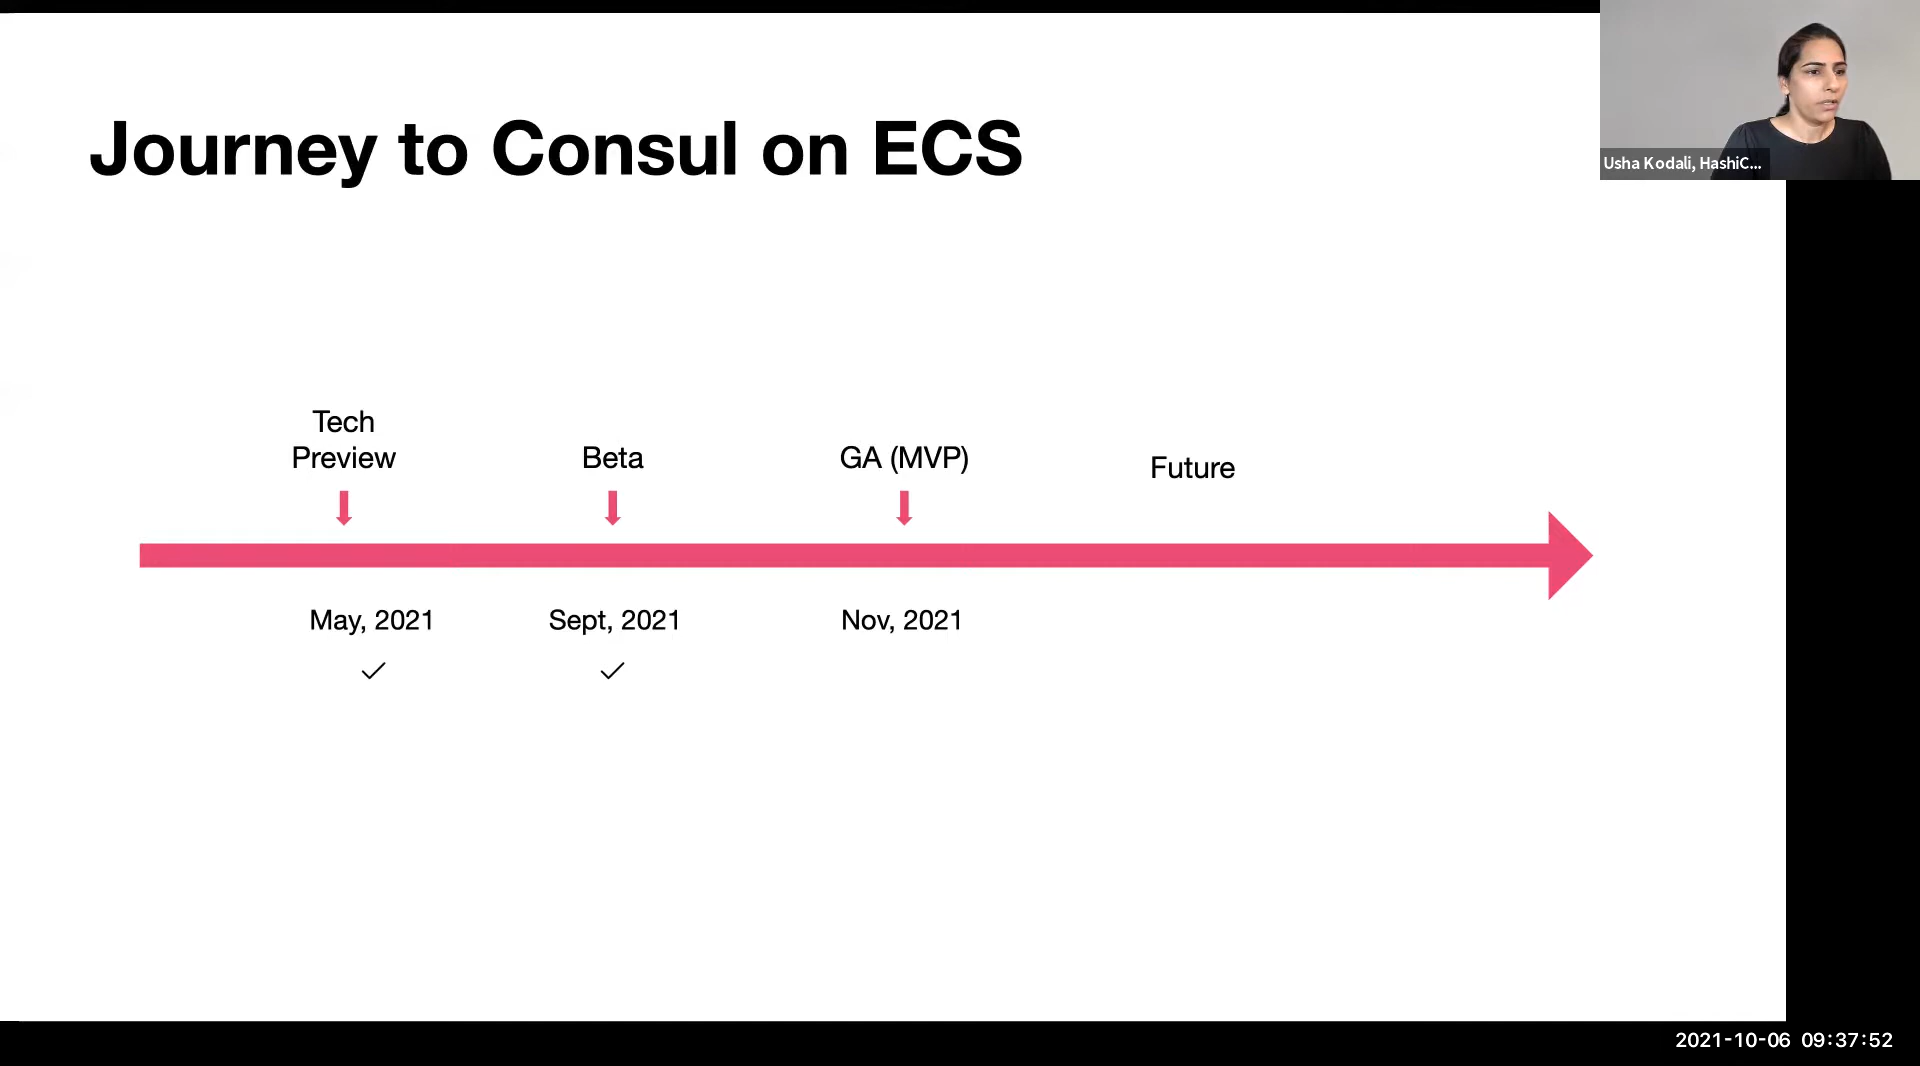 Journey to Consul on ECS
Usha Kodali, HashiC...
Tech
Preview
Beta
GA (MVP)
Future
May, 2021
Sept, 2021
Nov, 2021
2021-10-06 09:37:52